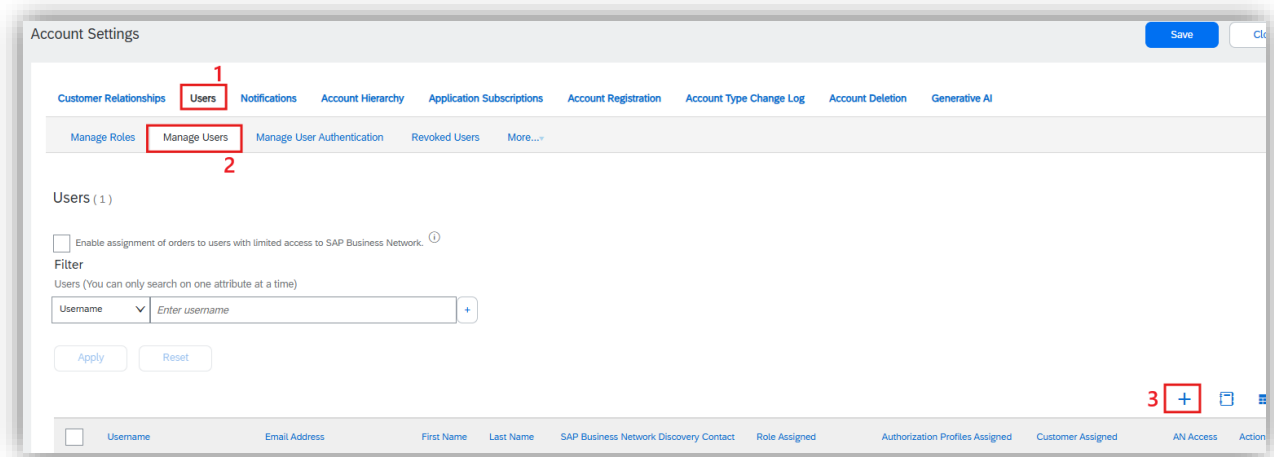 Account Settings
Save
Clo
1
Customer Relationships Users Notifications Account Hierarchy Application Subscriptions Account Registration Account Type Change Log Account Deletion Generative AI
Manage Roles Manage Users Manage User Authentication Revoked Users More...
2
Users ( 1 )
Enable assignment of orders to users with limited access to SAP Business Network.
Filter
Users (You can only search on one attribute at a time)
Username Enter username +
Apply Reset
3 +
Username Email Address First Name Last Name SAP Business Network Discovery Contact Role Assigned Authorization Profiles Assigned Customer Assigned AN Access Action